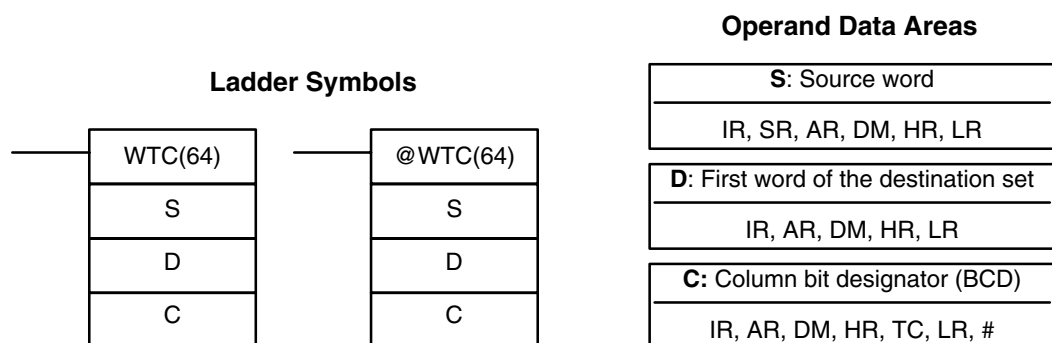 Ladder Symbols
WTC(64)
S
D
C
@WTC(64)
S
D
C
Operand Data Areas
S: Source word
IR, SR, AR, DM, HR, LR
D: First word of the destination set
IR, AR, DM, HR, LR
C: Column bit designator (BCD)
IR, AR, DM, HR, TC, LR, #